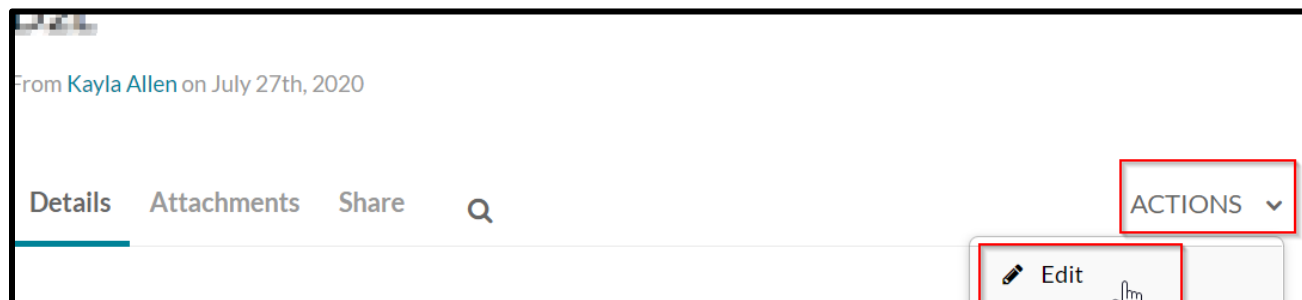 From Kayla Allen on July 27th, 2020
Details Attachments Share ACTIONS
Edit